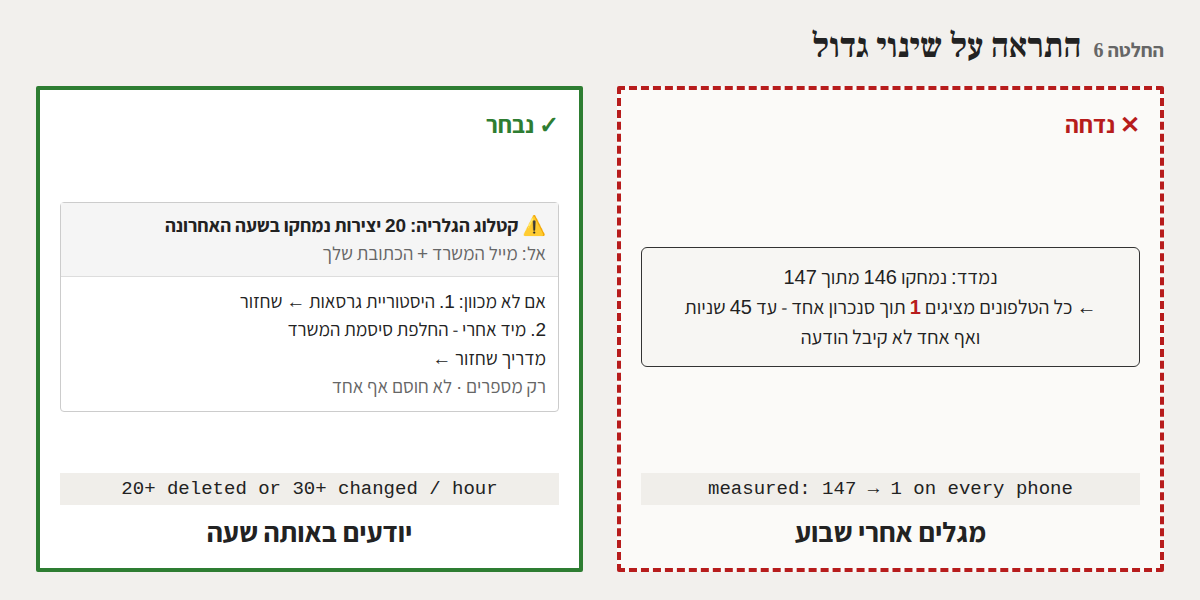 החלטה 6 התראה על שינוי גדול
✕ נדחה
נמדד: נמחקו 146 מתוך 147
← כל הטלפונים מציגים 1 תוך סנכרון אחד - עד 45 שניות
ואף אחד לא קיבל הודעה
measured: 147 → 1 on every phone
מגלים אחרי שבוע
✓ נבחר
⚠️ קטלוג הגלריה: 20 יצירות נמחקו בשעה האחרונה
אל: מייל המשרד + הכתובת שלך
אם לא מכוון: 1. היסטוריית גרסאות ← שחזור
2. מיד אחרי - החלפת סיסמת המשרד
מדריך שחזור ←
רק מספרים · לא חוסם אף אחד
20+ deleted or 30+ changed / hour
יודעים באותה שעה